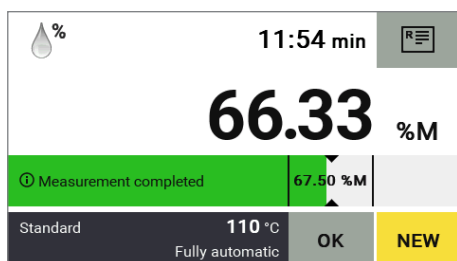 %
11:54 min
R
66.33 %M
Measurement completed
67.50 %M
Standard 110 °C
Fully automatic
OK
NEW